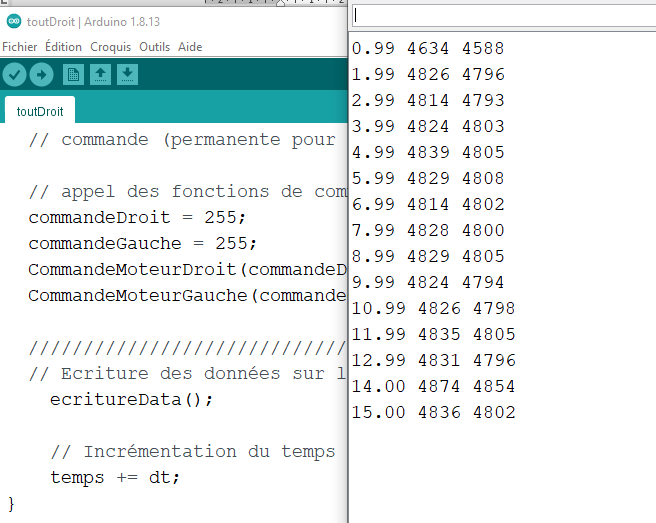 toutDroit | Arduino 1.8.13
Fichier Édition Croquis Outils Aide
toutDroit
// commande (permanente pour
// appel des fonctions de com
commandeDroit = 255;
commandeGauche = 255;
CommandeMoteurDroit(commandeD
CommandeMoteurGauche(commande
/////////////////////////////
// Ecriture des données sur l
ecritureData();
// Incrémentation du temps
temps += dt;
}
0.99 4634 4588
1.99 4826 4796
2.99 4814 4793
3.99 4824 4803
4.99 4839 4805
5.99 4829 4808
6.99 4814 4802
7.99 4828 4800
8.99 4829 4805
9.99 4824 4794
10.99 4826 4798
11.99 4835 4805
12.99 4831 4796
14.00 4874 4854
15.00 4836 4802